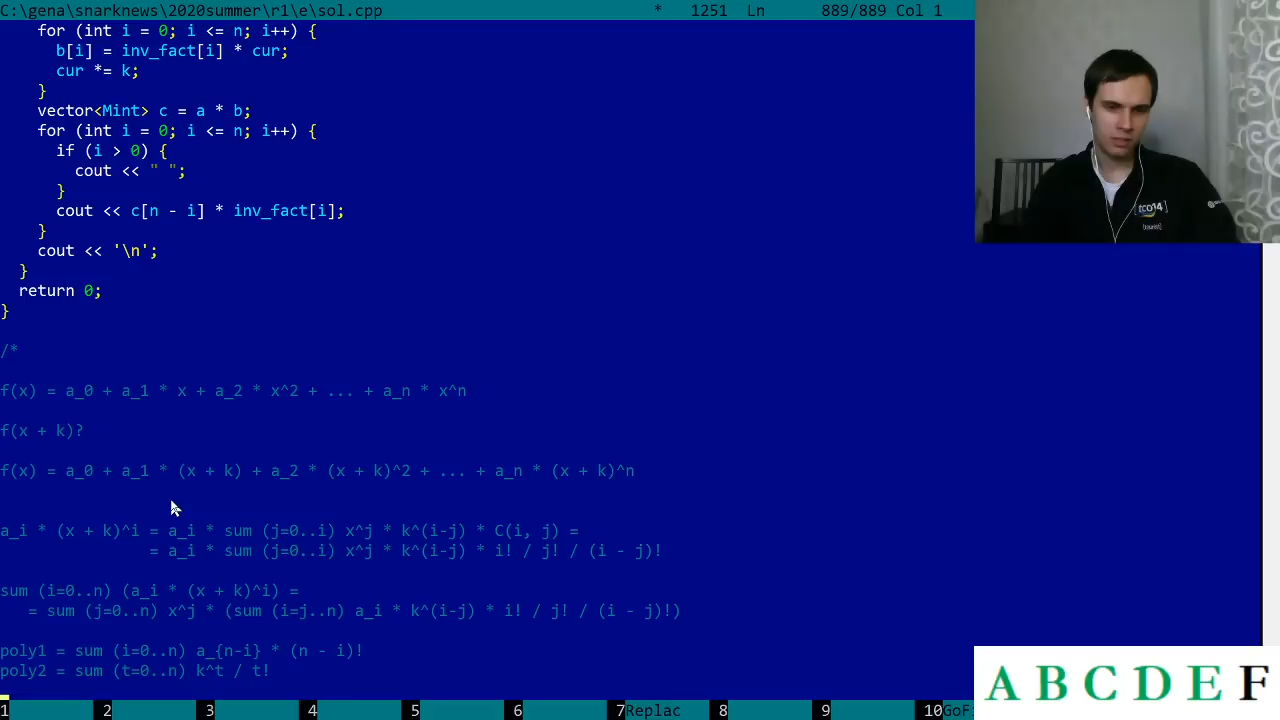 C:\gena\snarknews\2020summer\r1\e\sol.cpp * 1251 Ln 889/889 Col 1
for (int i = 0; i <= n; i++) {
b[i] = inv_fact[i] * cur;
cur *= k;
}
vector<Mint> c = a * b;
for (int i = 0; i <= n; i++) {
if (i > 0) {
cout << " ";
}
cout << c[n - i] * inv_fact[i];
}
cout << '\n';
}
return 0;
}
/*
f(x) = a_0 + a_1 * x + a_2 * x^2 + ... + a_n * x^n
f(x + k)?
f(x) = a_0 + a_1 * (x + k) + a_2 * (x + k)^2 + ... + a_n * (x + k)^n
a_i * (x + k)^i = a_i * sum (j=0..i) x^j * k^(i-j) * C(i, j) =
= a_i * sum (j=0..i) x^j * k^(i-j) * i! / j! / (i - j)!
sum (i=0..n) (a_i * (x + k)^i) =
= sum (j=0..n) x^j * (sum (i=j..n) a_i * k^(i-j) * i! / j! / (i - j)!)
poly1 = sum (i=0..n) a_{n-i} * (n - i)!
poly2 = sum (t=0..n) k^t / t!
1 2 3 4 5 6 7Replac 8 9 10GoF
[tourist]
A B C D E F